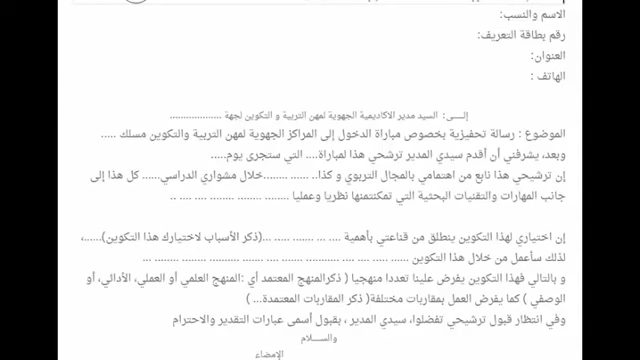 الاسم والنسب:
رقم بطاقة التعريف:
العنوان:
الهاتف :
إلــــى: السيد مدير الاكاديمية الجهوية لمهن التربية و التكوين لجهة ...................
الموضوع : رسالة تحفيزية بخصوص مباراة الدخول إلى المراكز الجهوية لمهن التربية والتكوين مسلك .....
وبعد، يشرفني أن أقدم سيدي المدير ترشحي هذا لمباراة.... التي ستجرى يوم.....
إن ترشيحي هذا نابع من اهتمامي بالمجال التربوي و كذا.. ...... ........خلال مشواري الدراسي...... كل هذا إلى
جانب المهارات والتقنيات البحثية التي تمكنتمنها نظريا وعمليا ........ ........ ........ .... .... ..
إن اختياري لهذا التكوين ينطلق من قناعتي بأهمية .... ... ........ ..... ...(ذكر الأسباب لاختيارك هذا التكوين)......،
لذلك سأعمل من خلال هذا التكوين ...... ..... .... .... .......... .... ........ ........ ........ ...
و بالتالي فهذا التكوين يفرض علينا تعددا منهجيا ( ذكرالمنهج المعتمد أي :المنهج العلمي أو العملي، الأدائي، أو
الوصفي ) كما يفرض العمل بمقاربات مختلفة( ذكر المقاربات المعتمدة... )
وفي انتظار قبول ترشيحي تفضلوا، سيدي المدير ، بقبول أسمى عبارات التقدير والاحترام
والســــلام
الإمضاء